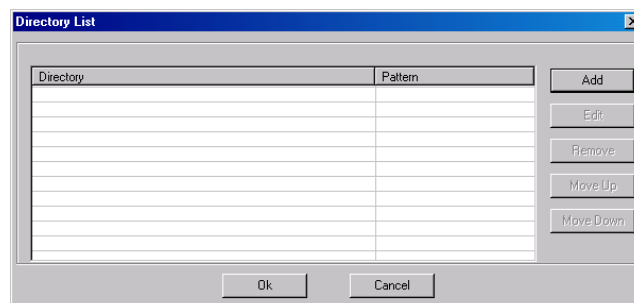 Directory List
Directory Pattern
Add
Edit
Remove
Move Up
Move Down
Ok Cancel